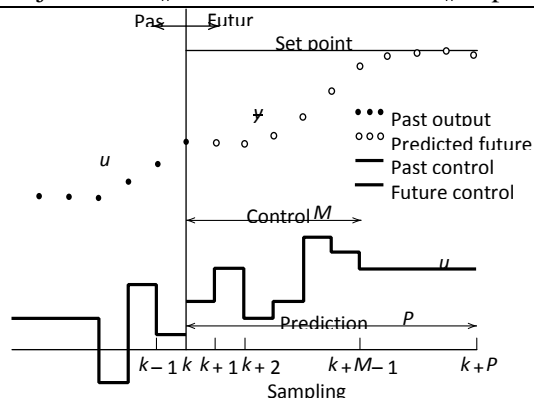 Pas Futur
Set point
y
u
Past output
Predicted future
Past control
Future control
Control M
u
Prediction P
k – 1 k k + 1 k + 2 k + M – 1 k + P
Sampling